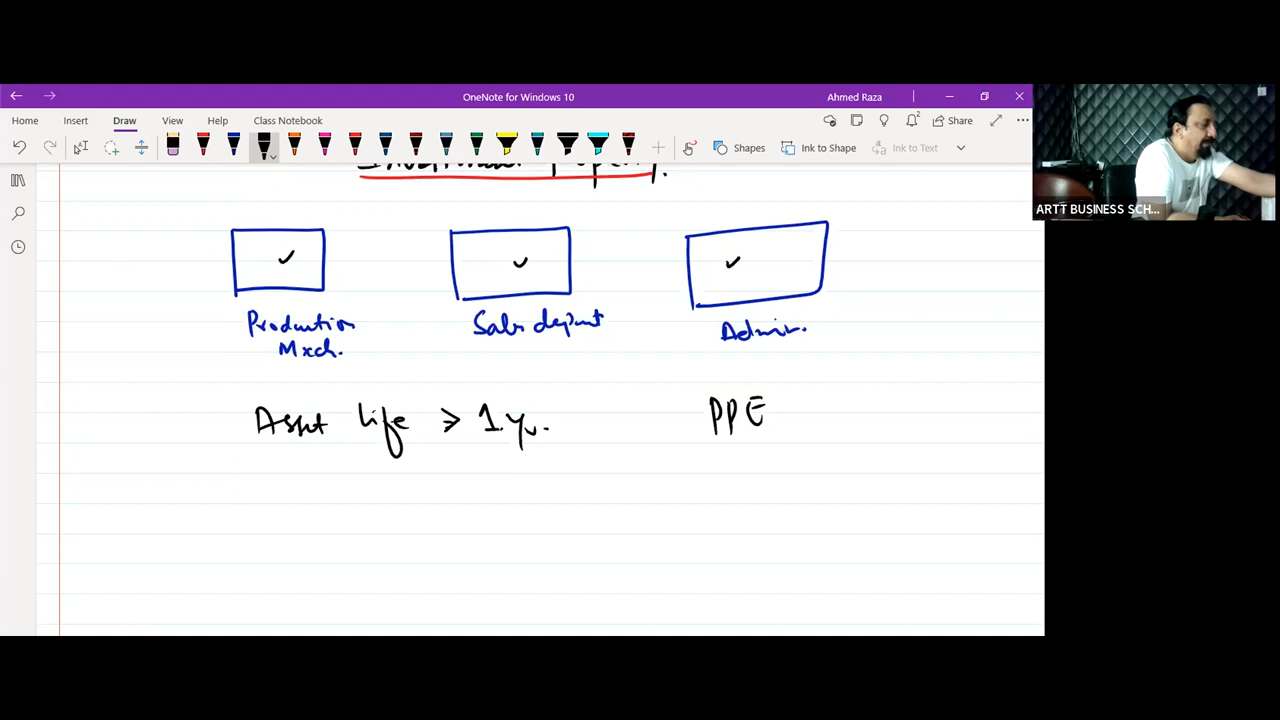 OneNote for Windows 10
Ahmed Raza
Home Insert Draw View Help Class Notebook
Share
Shapes
Ink to Shape
Ink to Text
ARTT BUSINESS SCH...
Production
Mach.
Sales depart
Admin.
Asset life > 1 yr.
PPE